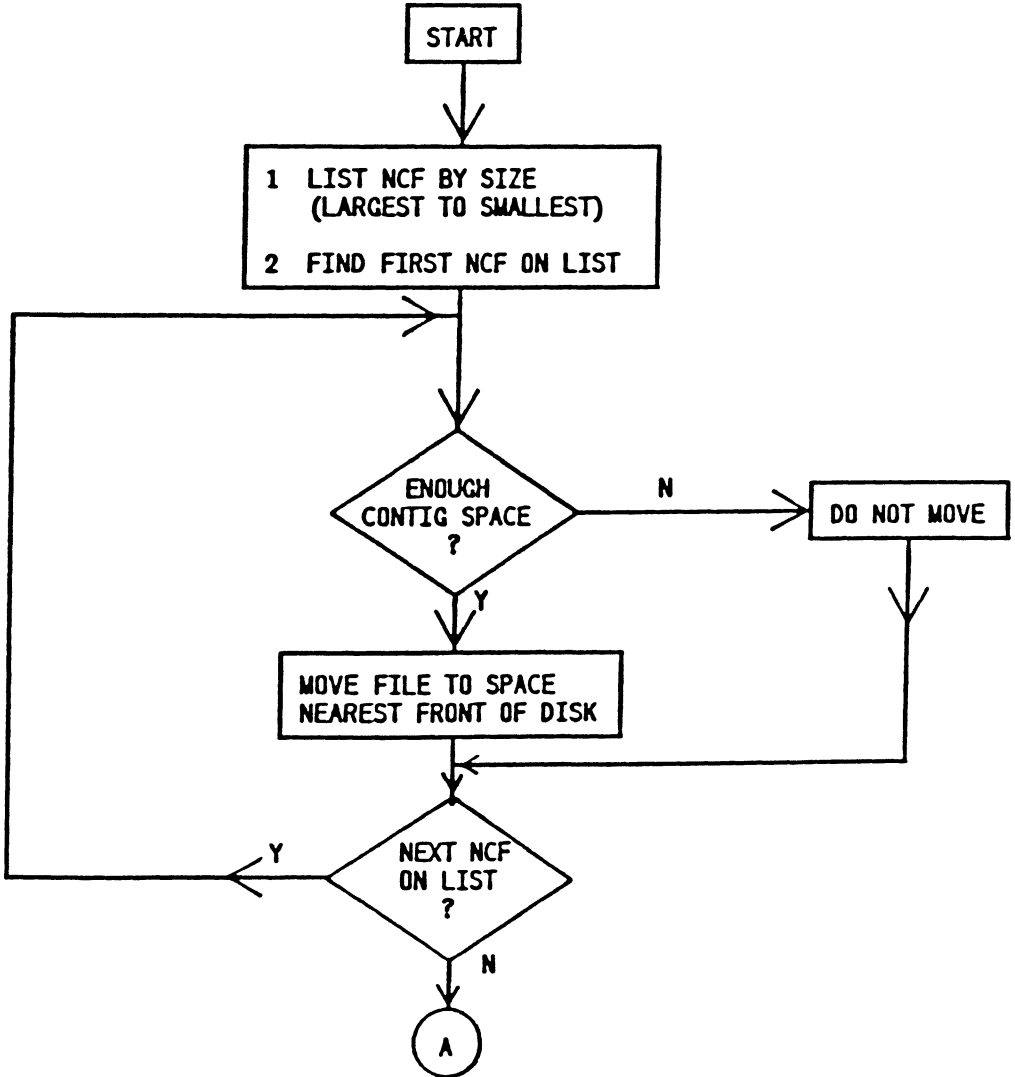 START
1 LIST NCF BY SIZE
(LARGEST TO SMALLEST)
2 FIND FIRST NCF ON LIST
ENOUGH
CONTIG SPACE
?
N
DO NOT MOVE
Y
MOVE FILE TO SPACE
NEAREST FRONT OF DISK
NEXT NCF
ON LIST
?
Y
N
A